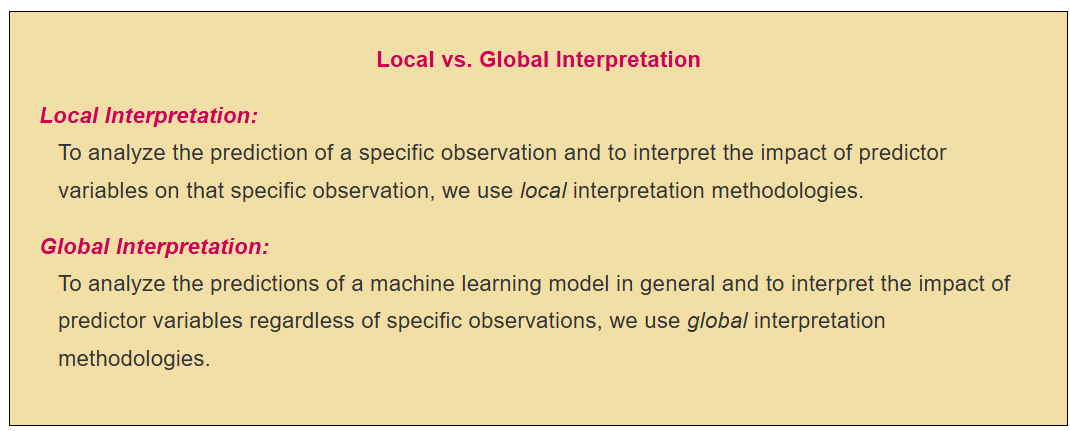 Local vs. Global Interpretation
Local Interpretation:
To analyze the prediction of a specific observation and to interpret the impact of predictor
variables on that specific observation, we use local interpretation methodologies.
Global Interpretation:
To analyze the predictions of a machine learning model in general and to interpret the impact of
predictor variables regardless of specific observations, we use global interpretation
methodologies.